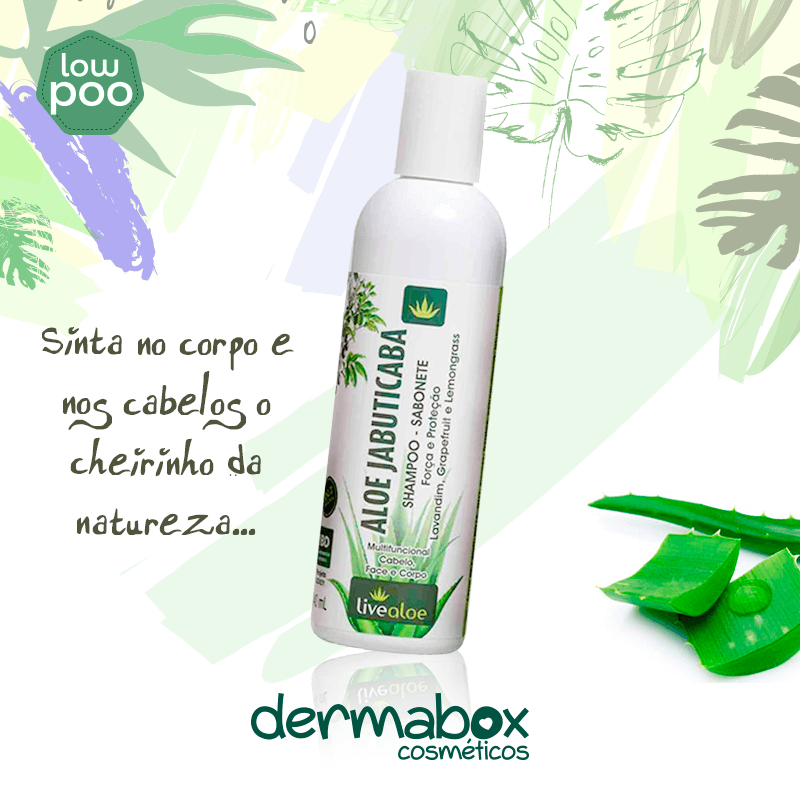 low
poo
Sinta no corpo e
nos cabelos o
cheirinho da
natureza...
ALOE JABUTICABA
SHAMPOO - SABONETE
Força e Proteção
Lavandim, Grapefruit e Lemongrass
Multifuncional
Cabelo,
Face e Corpo
livealoe
mL
dermabox
cosméticos